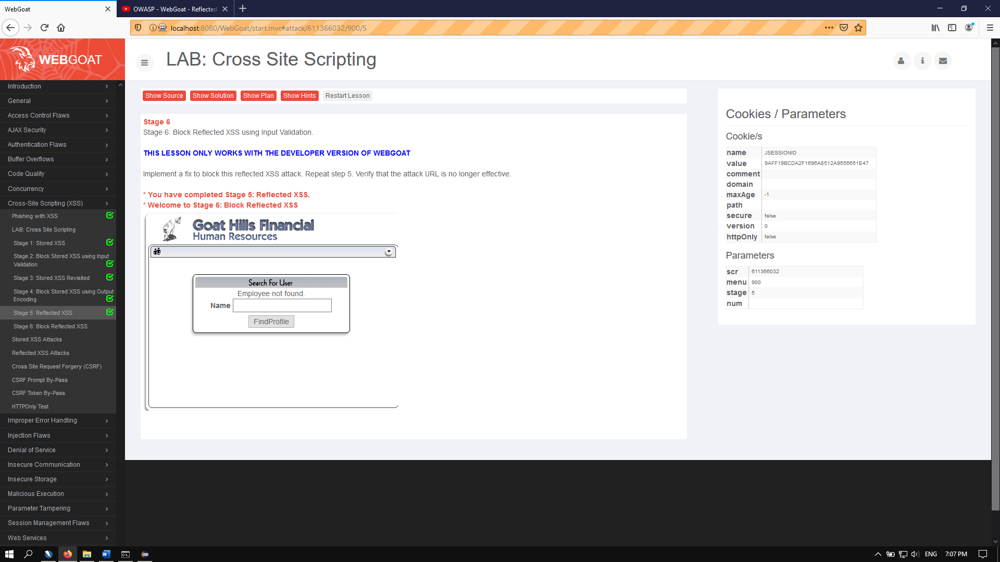 WebGoat
OWASP - WebGoat - Reflected
localhost:8080/WebGoat/start.mvc#attack/611366032/900/5
WEBGOAT
LAB: Cross Site Scripting
Introduction
General
Access Control Flaws
AJAX Security
Authentication Flaws
Buffer Overflows
Code Quality
Concurrency
Cross-Site Scripting (XSS)
Phishing with XSS
LAB: Cross Site Scripting
Stage 1: Stored XSS
Stage 2: Block Stored XSS using Input
Validation
Stage 3: Stored XSS Revisited
Stage 4: Block Stored XSS using Output
Encoding
Stage 5: Reflected XSS
Stage 6: Block Reflected XSS
Stored XSS Attacks
Reflected XSS Attacks
Cross Site Request Forgery (CSRF)
CSRF Prompt By-Pass
CSRF Token By-Pass
HTTPOnly Test
Improper Error Handling
Injection Flaws
Denial of Service
Insecure Communication
Insecure Storage
Malicious Execution
Parameter Tampering
Session Management Flaws
Web Services
Show Source Show Solution Show Plan Show Hints Restart Lesson
Stage 6
Stage 6: Block Reflected XSS using Input Validation.
THIS LESSON ONLY WORKS WITH THE DEVELOPER VERSION OF WEBGOAT
Implement a fix to block this reflected XSS attack. Repeat step 5. Verify that the attack URL is no longer effective.
* You have completed Stage 5: Reflected XSS.
* Welcome to Stage 6: Block Reflected XSS
Goat Hills Financial
Human Resources
Search For User
Employee not found.
Name
FindProfile
Cookies / Parameters
Cookie/s
name JSESSIONID
value 9AFF19BCDA2F1696A8512A9556651E47
comment
domain
maxAge -1
path
secure false
version 0
httpOnly false
Parameters
scr 611366032
menu 900
stage 5
num
ENG 7:07 PM